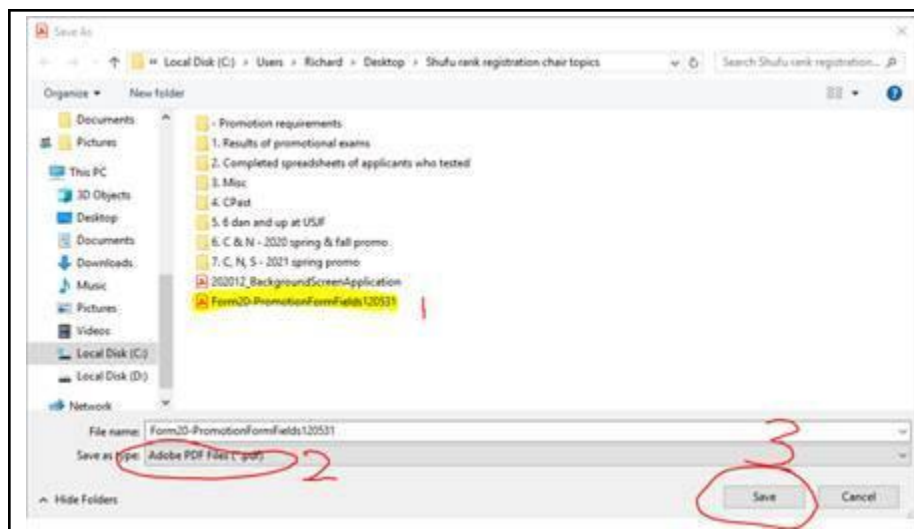 Save As
Local Disk (C:) › Users › Richard › Desktop › Shufu rank registration chair topics
Search Shufu rank registration...
Organize
New folder
Documents
Pictures
This PC
3D Objects
Desktop
Documents
Downloads
Music
Pictures
Videos
Local Disk (C:)
Local Disk (D:)
Network
- Promotion requirements
1. Results of promotional exams
2. Completed spreadsheets of applicants who tested
3. Misc
4. CPast
5. 6 dan and up at USJF
6. C & N - 2020 spring & fall promo
7. C, N, S - 2021 spring promo
202012_BackgroundScreenApplication
Form20-PromotionFormFields120531
1
File name: Form20-PromotionFormFields120531
Save as type: Adobe PDF Files (*.pdf)
2
3
Hide Folders
Save
Cancel